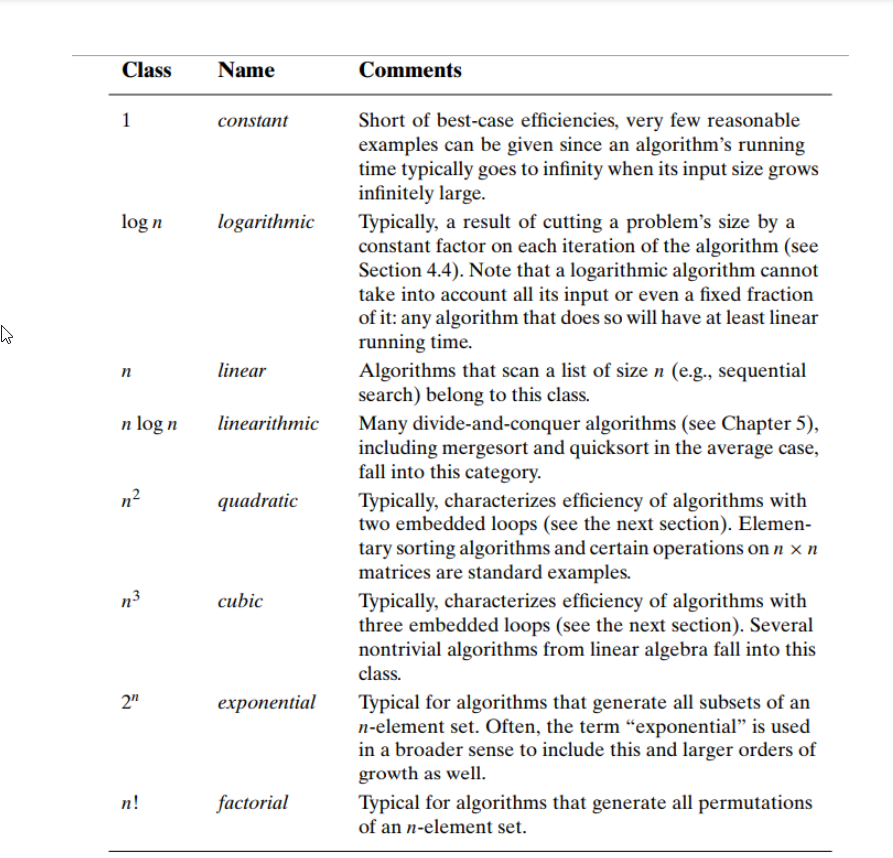 Class Name Comments
1 constant Short of best-case efficiencies, very few reasonable
examples can be given since an algorithm’s running
time typically goes to infinity when its input size grows
infinitely large.
log n logarithmic Typically, a result of cutting a problem’s size by a
constant factor on each iteration of the algorithm (see
Section 4.4). Note that a logarithmic algorithm cannot
take into account all its input or even a fixed fraction
of it: any algorithm that does so will have at least linear
running time.
n linear Algorithms that scan a list of size n (e.g., sequential
search) belong to this class.
n log n linearithmic Many divide-and-conquer algorithms (see Chapter 5),
including mergesort and quicksort in the average case,
fall into this category.
n² quadratic Typically, characterizes efficiency of algorithms with
two embedded loops (see the next section). Elemen-
tary sorting algorithms and certain operations on n × n
matrices are standard examples.
n³ cubic Typically, characterizes efficiency of algorithms with
three embedded loops (see the next section). Several
nontrivial algorithms from linear algebra fall into this
class.
2ⁿ exponential Typical for algorithms that generate all subsets of an
n-element set. Often, the term “exponential” is used
in a broader sense to include this and larger orders of
growth as well.
n! factorial Typical for algorithms that generate all permutations
of an n-element set.